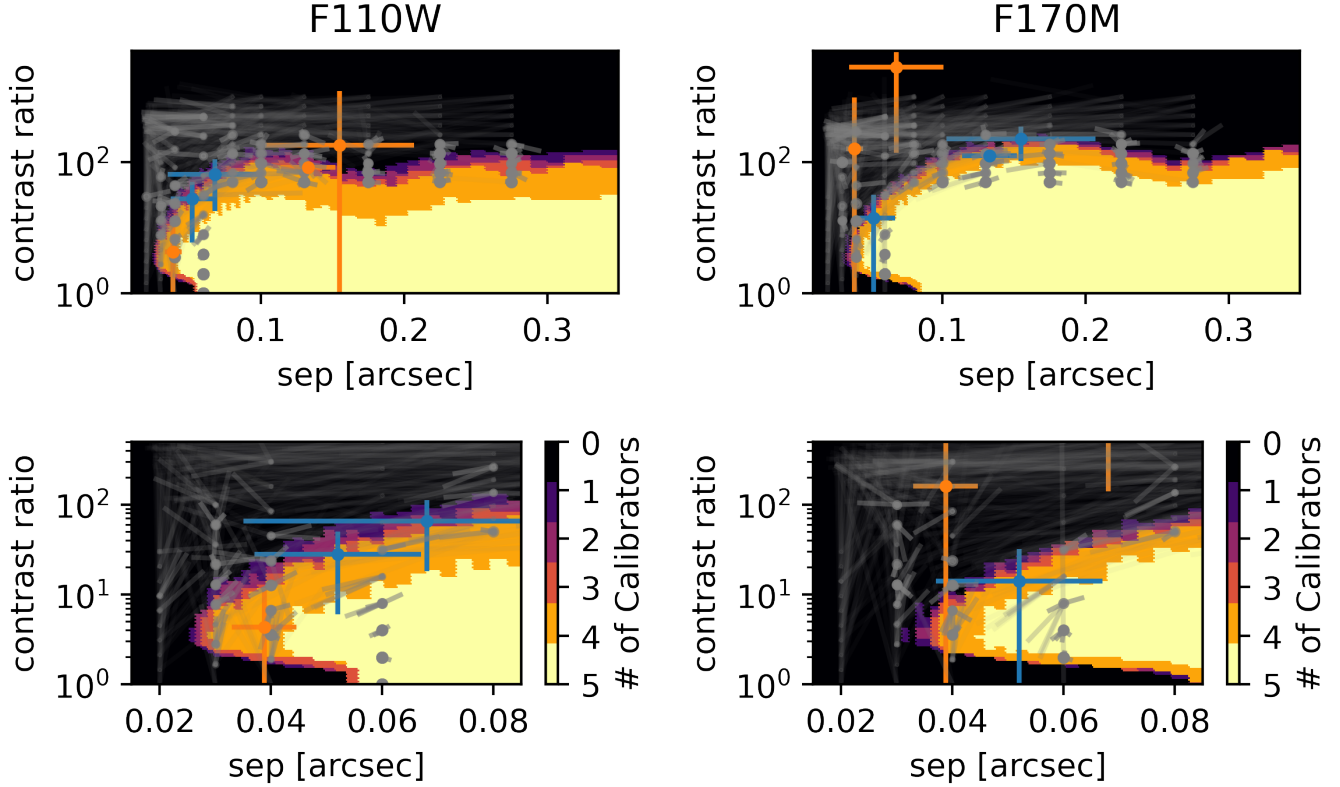 F110W
F170M
contrast ratio
10²
10⁰
0.1 0.2 0.3
sep [arcsec]
contrast ratio
10²
10⁰
0.1 0.2 0.3
sep [arcsec]
contrast ratio
10²
10¹
10⁰
0.02 0.04 0.06 0.08
sep [arcsec]
0
1
2
3
4
5
# of Calibrators
contrast ratio
10²
10¹
10⁰
0.02 0.04 0.06 0.08
sep [arcsec]
0
1
2
3
4
5
# of Calibrators